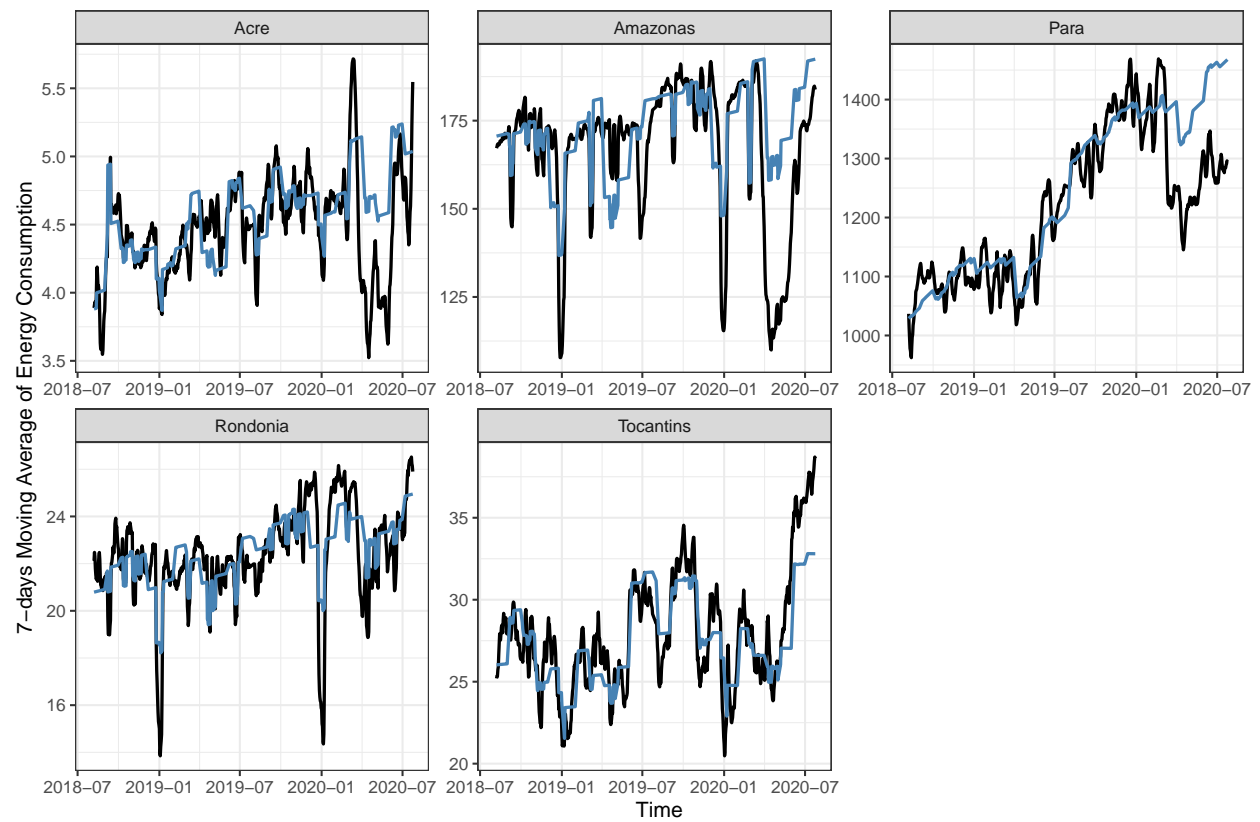 Acre
Amazonas
Para
5.5
5.0
4.5
4.0
3.5
175
150
125
1400
1300
1200
1100
1000
2018−07 2019−01 2019−07 2020−01 2020−07
2018−07 2019−01 2019−07 2020−01 2020−07
2018−07 2019−01 2019−07 2020−01 2020−07
7−days Moving Average of Energy Consumption
Rondonia
Tocantins
24
20
16
35
30
25
20
2018−07 2019−01 2019−07 2020−01 2020−07
2018−07 2019−01 2019−07 2020−01 2020−07
Time